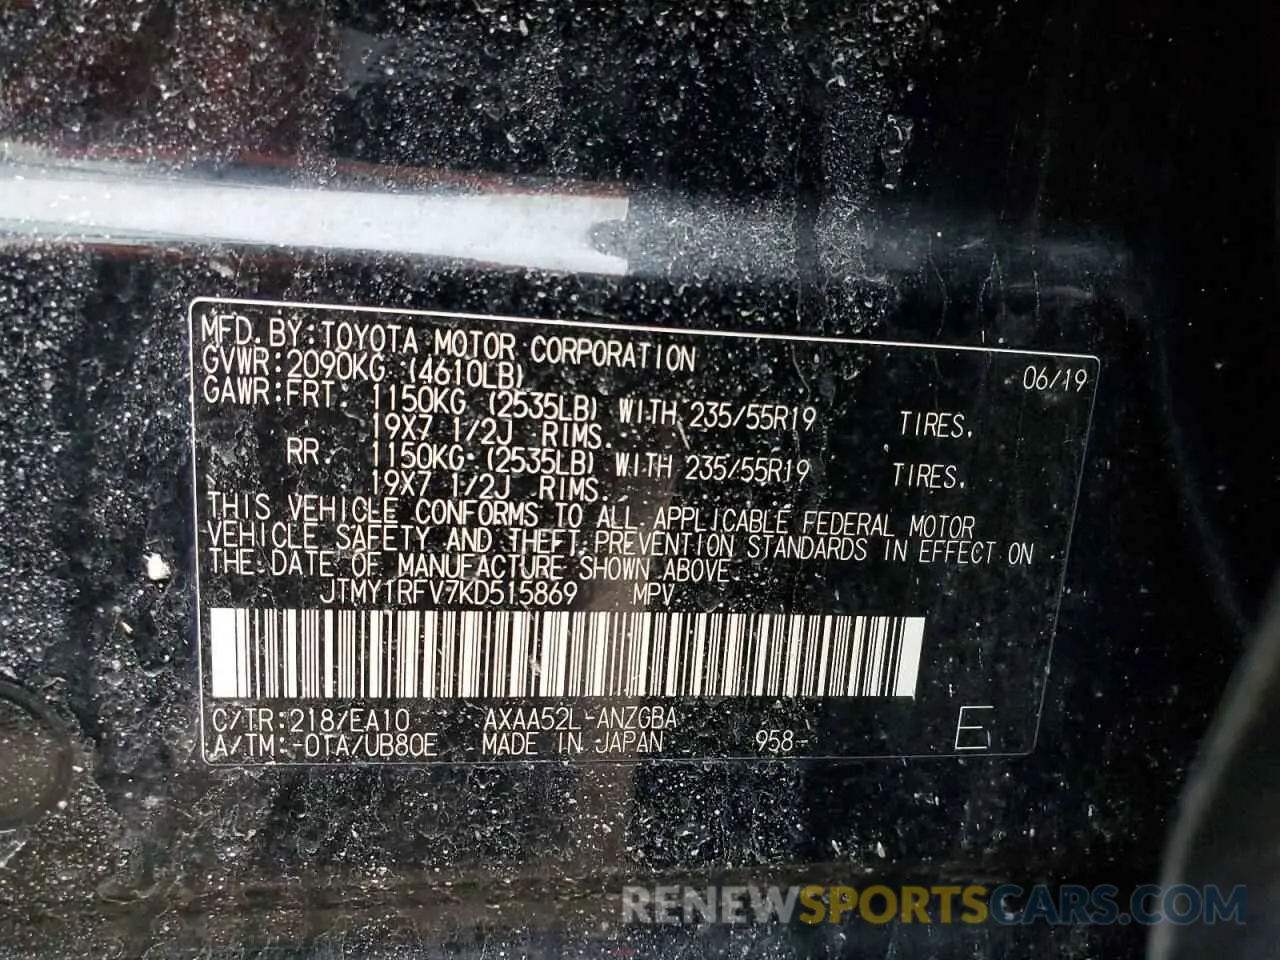 MFD.BY:TOYOTA MOTOR CORPORATION 06/19
GVWR:2090KG (4610LB)
GAWR:FRT. 1150KG (2535LB) WITH 235/55R19 TIRES.
19X7 1/2J RIMS.
RR. 1150KG (2535LB) WITH 235/55R19 TIRES.
19X7 1/2J RIMS.
THIS VEHICLE CONFORMS TO ALL APPLICABLE FEDERAL MOTOR
VEHICLE SAFETY AND THEFT PREVENTION STANDARDS IN EFFECT ON
THE DATE OF MANUFACTURE SHOWN ABOVE.
JTMY1RFV7KD515869 MPV
C/TR:218/EA10 AXAA52L-ANZGBA
A/TM:-OTA/UB80E MADE IN JAPAN 958- E
RENEWSPORTSCARS.COM